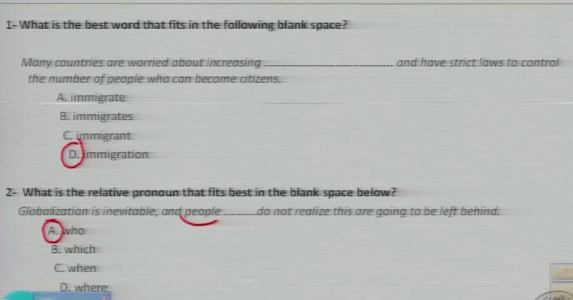 1- What is the best word that fits in the following blank space?
Many countries are worried about increasing ........................................ and have strict laws to control
the number of people who can become citizens.
A. immigrate
B. immigrates
C. immigrant
D. immigration
2- What is the relative pronoun that fits best in the blank space below?
Globalization is inevitable, and people ..........do not realize this are going to be left behind.
A. who
B. which
C. when
D. where